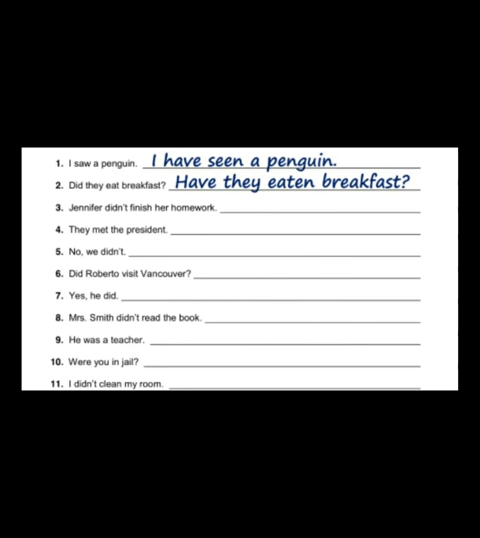 1. I saw a penguin. I have seen a penguin.
2. Did they eat breakfast? Have they eaten breakfast?
3. Jennifer didn't finish her homework.
4. They met the president.
5. No, we didn't.
6. Did Roberto visit Vancouver?
7. Yes, he did.
8. Mrs. Smith didn't read the book.
9. He was a teacher.
10. Were you in jail?
11. I didn't clean my room.